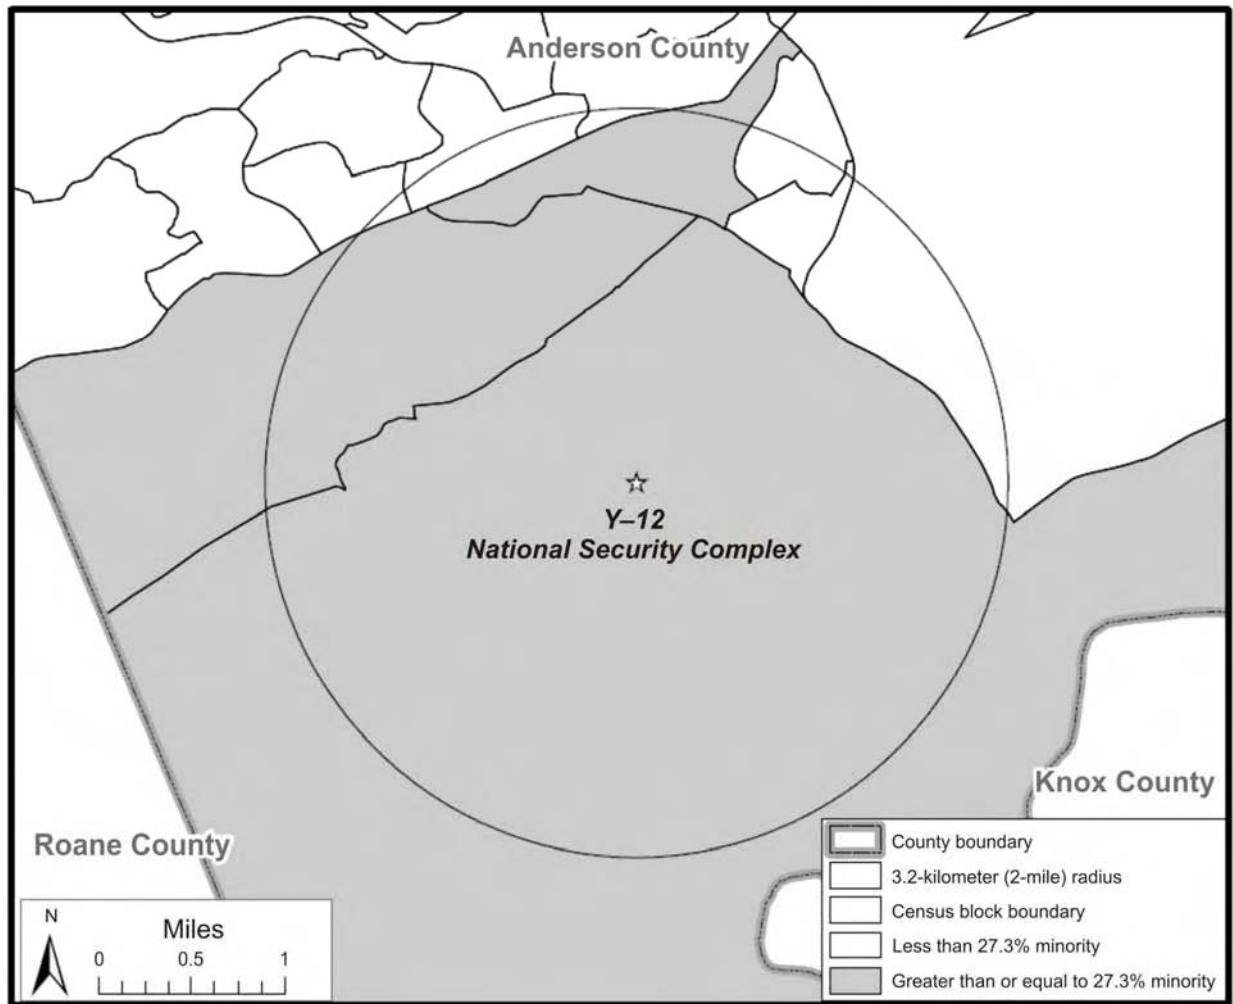 Anderson County
Y–12
National Security Complex
Knox County
Roane County
County boundary
3.2-kilometer (2-mile) radius
Census block boundary
Less than 27.3% minority
Greater than or equal to 27.3% minority
N
Miles
0 0.5 1